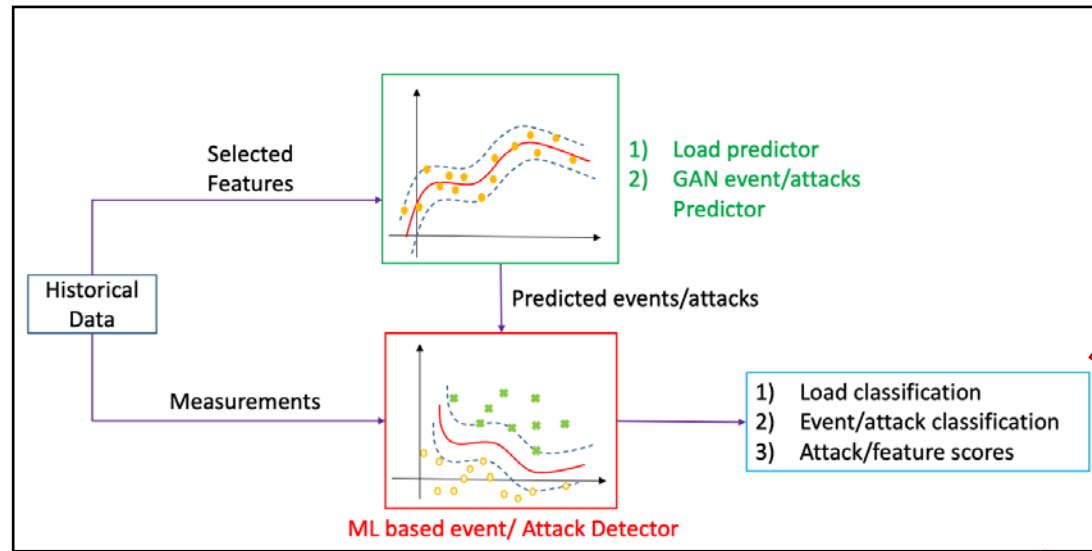 Selected
Features
1) Load predictor
2) GAN event/attacks
Predictor
Historical
Data
Predicted events/attacks
Measurements
1) Load classification
2) Event/attack classification
3) Attack/feature scores
ML based event/ Attack Detector